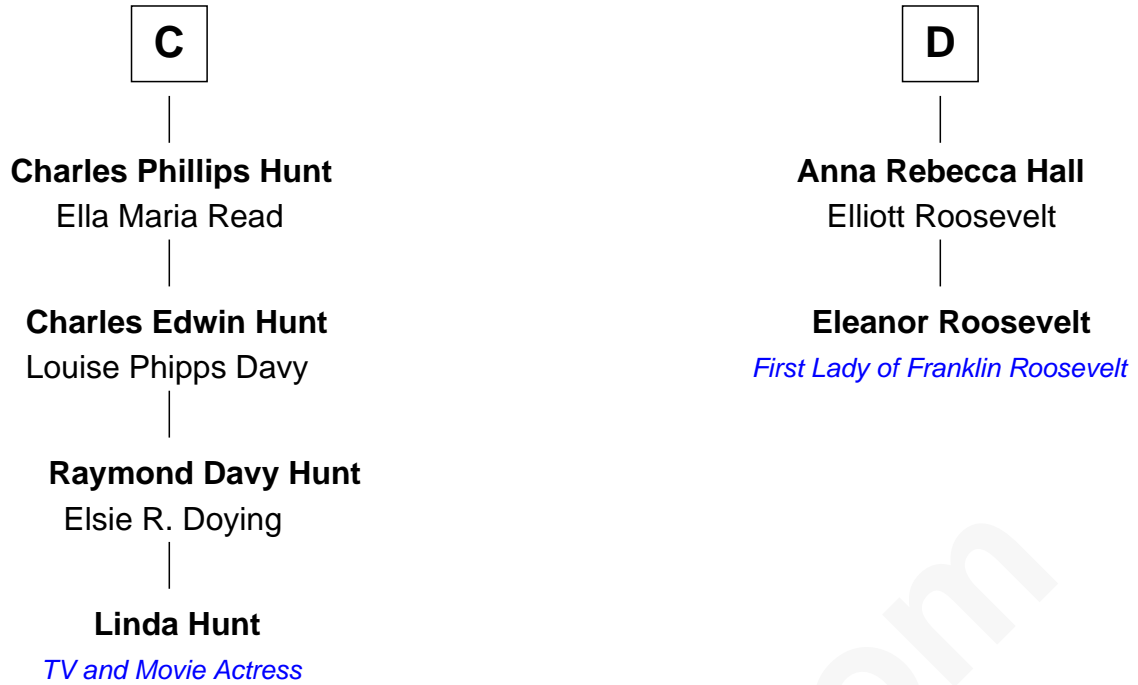 C
Charles Phillips Hunt
Ella Maria Read
Charles Edwin Hunt
Louise Phipps Davy
Raymond Davy Hunt
Elsie R. Doying
Linda Hunt
TV and Movie Actress
D
Anna Rebecca Hall
Elliott Roosevelt
Eleanor Roosevelt
First Lady of Franklin Roosevelt
om